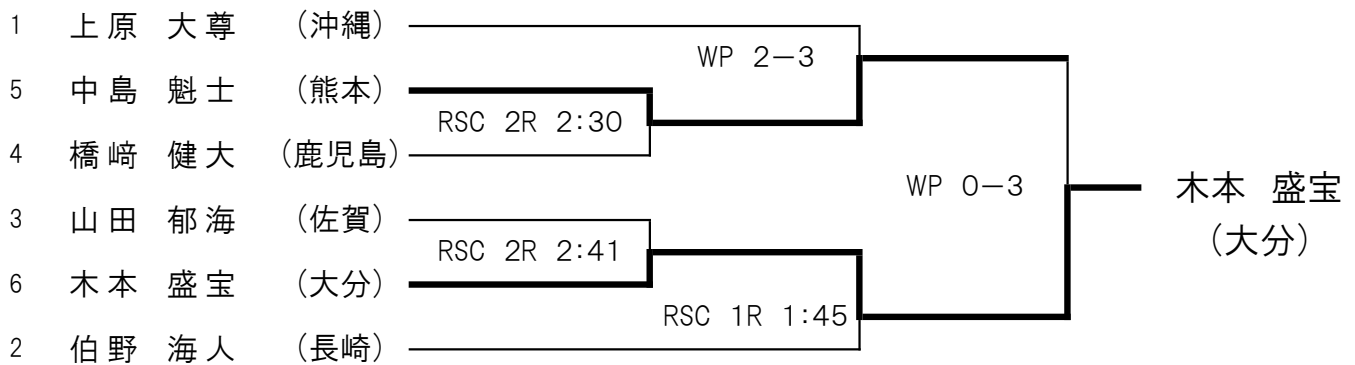 1 上原 大尊 （沖縄）
WP 2－3
5 中島 魁士 （熊本）
RSC 2R 2:30
4 橋﨑 健大 （鹿児島）
WP 0－3
木本 盛宝
（大分）
3 山田 郁海 （佐賀）
RSC 2R 2:41
6 木本 盛宝 （大分）
RSC 1R 1:45
2 伯野 海人 （長崎）